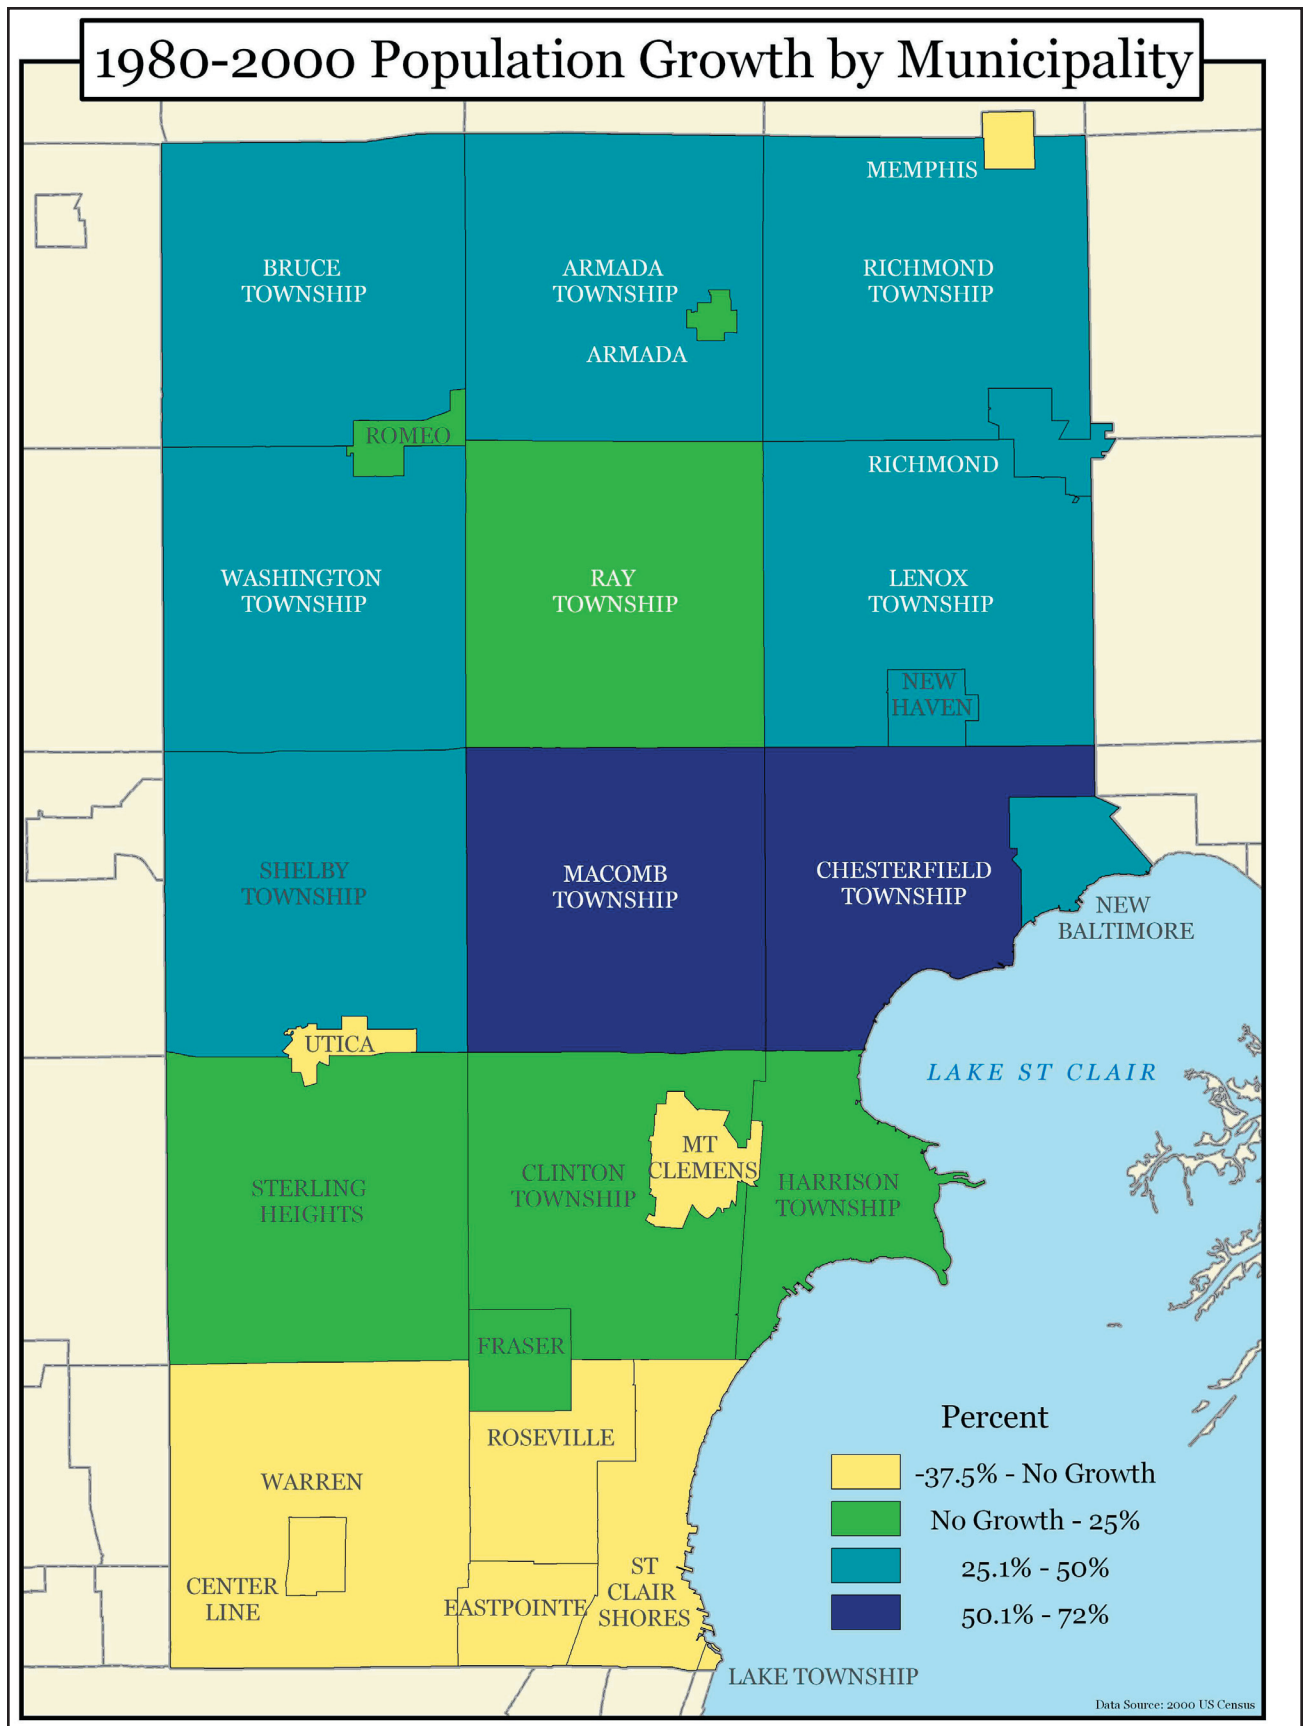 1980-2000 Population Growth by Municipality
MEMPHIS
BRUCE
TOWNSHIP
ARMADA
TOWNSHIP
RICHMOND
TOWNSHIP
ARMADA
ROMEO
RICHMOND
WASHINGTON
TOWNSHIP
RAY
TOWNSHIP
LENOX
TOWNSHIP
NEW
HAVEN
SHELBY
TOWNSHIP
MACOMB
TOWNSHIP
CHESTERFIELD
TOWNSHIP
NEW
BALTIMORE
UTICA
LAKE ST CLAIR
STERLING
HEIGHTS
CLINTON
TOWNSHIP
MT
CLEMENS
HARRISON
TOWNSHIP
FRASER
ROSEVILLE
WARREN
CENTER
LINE
EASTPOINTE
ST
CLAIR
SHORES
LAKE TOWNSHIP
Percent
-37.5% - No Growth
No Growth - 25%
25.1% - 50%
50.1% - 72%
Data Source: 2000 US Census